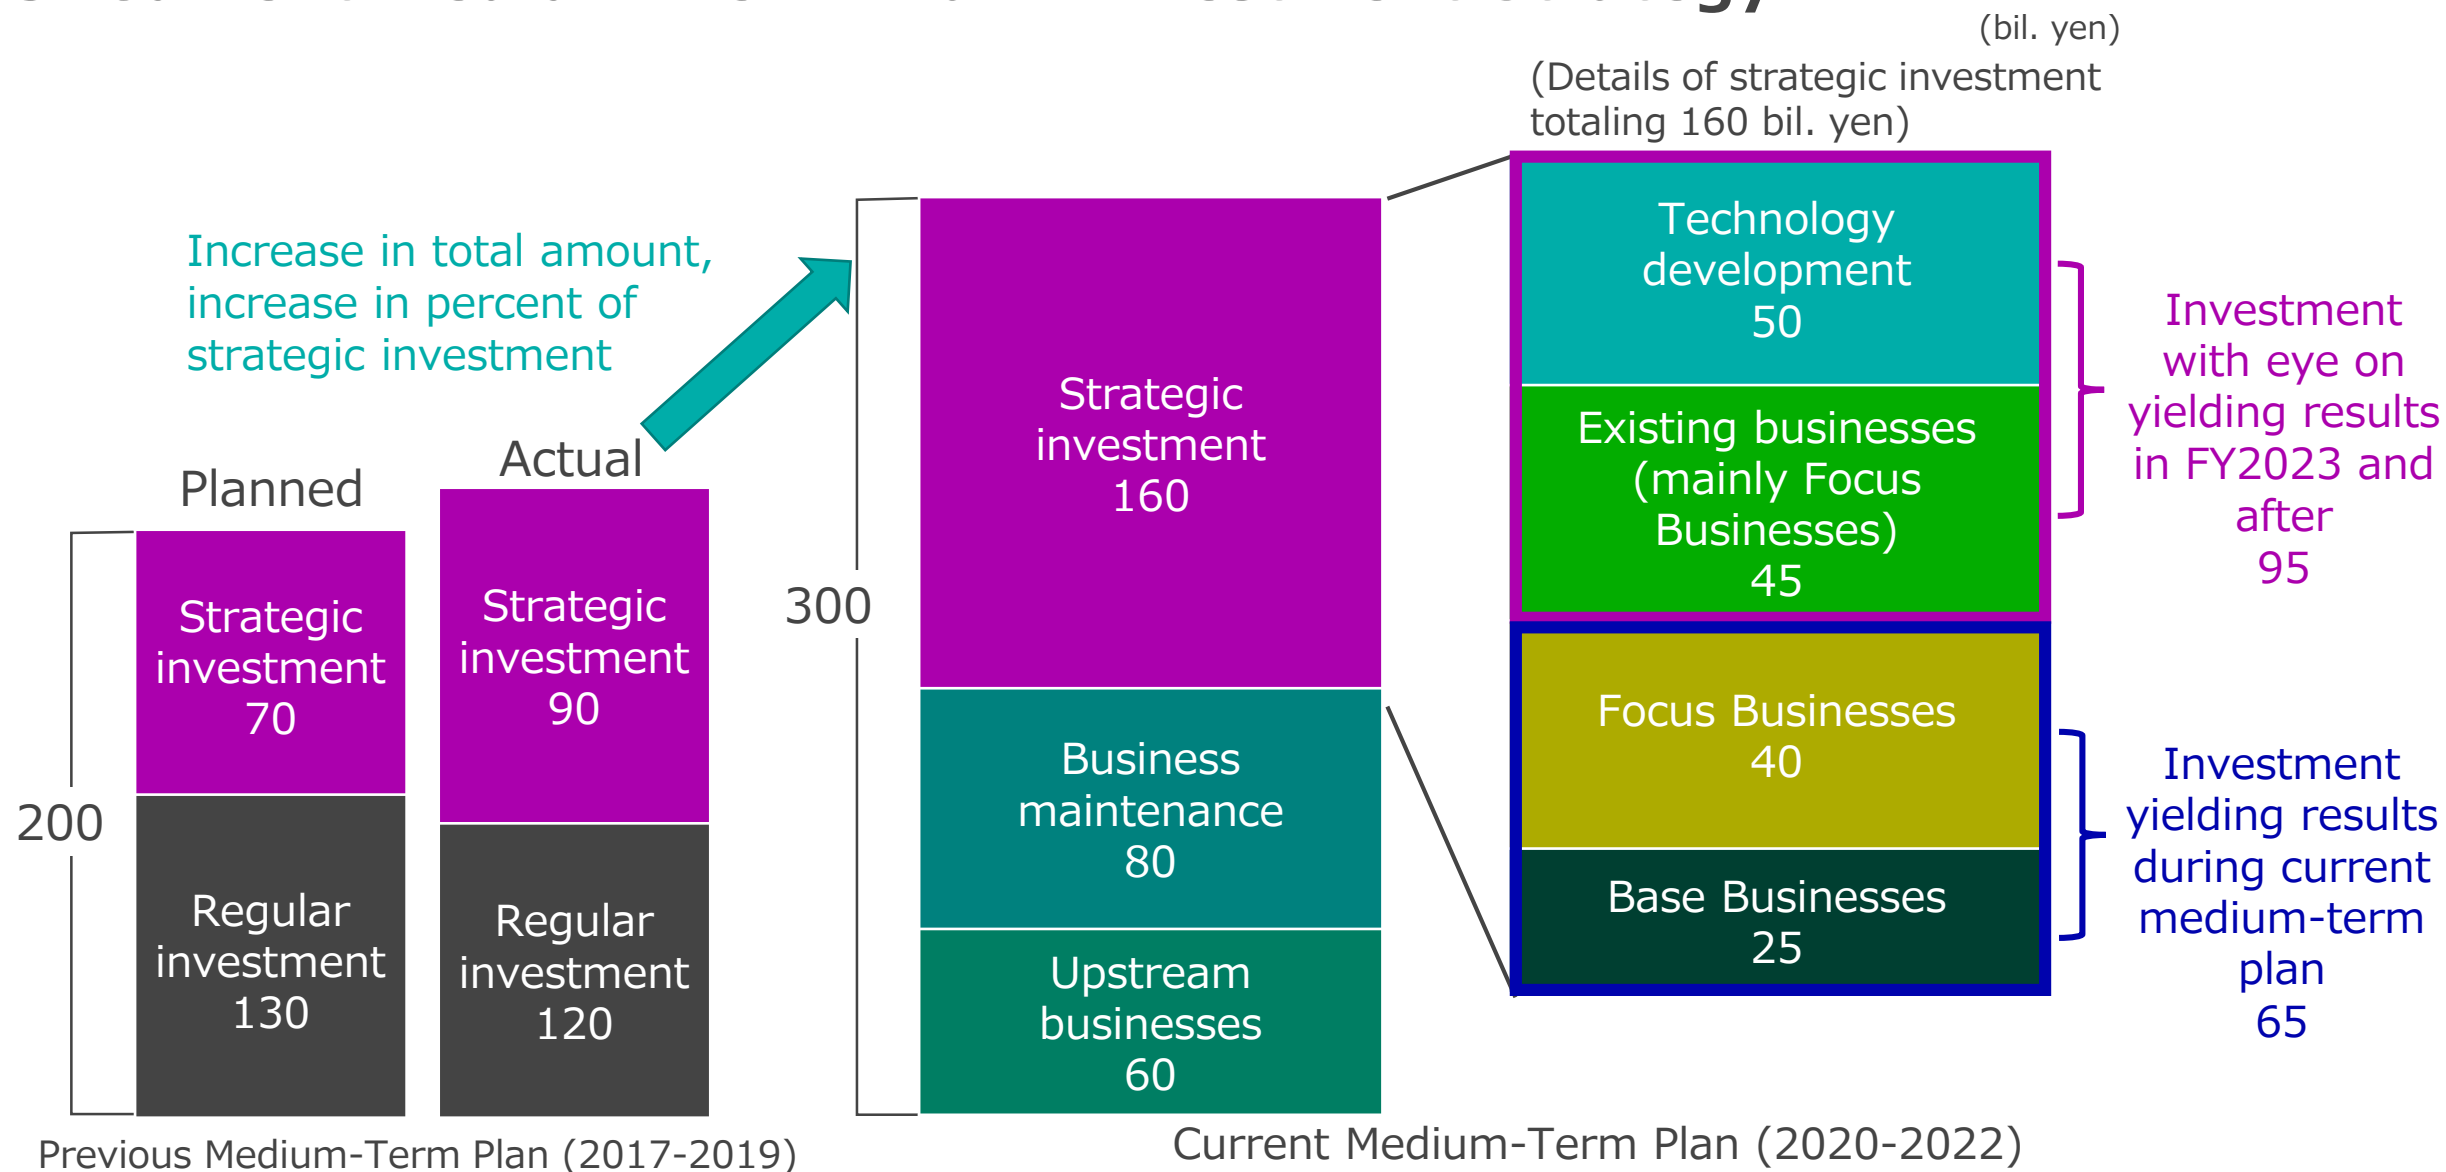 (bil. yen)
(Details of strategic investment
totaling 160 bil. yen)
Increase in total amount,
increase in percent of
strategic investment
Planned
Actual
200
Strategic
investment
70
Regular
investment
130
Strategic
investment
90
Regular
investment
120
300
Strategic
investment
160
Business
maintenance
80
Upstream
businesses
60
Technology
development
50
Existing businesses
(mainly Focus
Businesses)
45
Focus Businesses
40
Base Businesses
25
Investment
with eye on
yielding results
in FY2023 and
after
95
Investment
yielding results
during current
medium-term
plan
65
Previous Medium-Term Plan (2017-2019)
Current Medium-Term Plan (2020-2022)